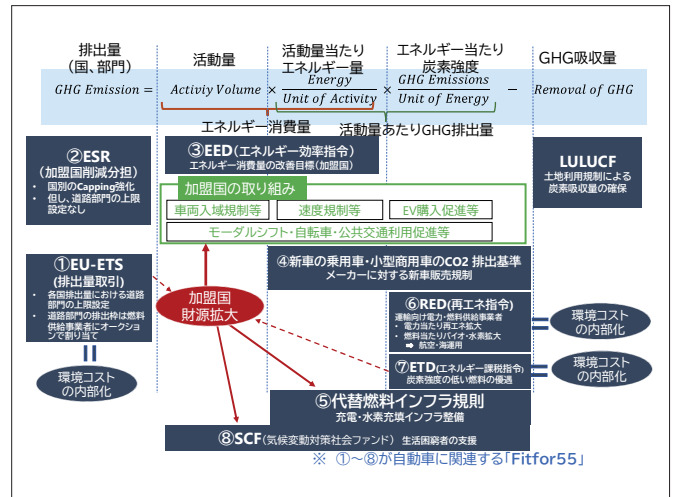 排出量
（国、部門）
活動量
活動量当たり
エネルギー量
エネルギー当たり
炭素強度
GHG吸収量
GHG Emission = Activiy Volume × Energy / Unit of Activity × GHG Emissions / Unit of Energy − Removal of GHG
エネルギー消費量
活動量あたりGHG排出量
②ESR
(加盟国削減分担)
• 国別のCapping強化
• 但し、道路部門の上限
設定なし
③EED(エネルギー効率指令)
エネルギー消費量の改善目標(加盟国)
LULUCF
土地利用規制による
炭素吸収量の確保
加盟国の取り組み
車両入域規制等
速度規制等
EV購入促進等
モーダルシフト・自転車・公共交通利用促進等
①EU-ETS
(排出量取引)
• 各国排出量における道路
部門の上限設定
• 道路部門の排出枠は燃料
供給事業者にオークショ
ンで割り当て
環境コスト
の内部化
加盟国
財源拡大
④新車の乗用車・小型商用車のCO2 排出基準
メーカーに対する新車販売規制
⑥RED(再エネ指令)
運輸向け電力・燃料供給事業者
• 電力当たり再エネ拡大
• 燃料当たりバイオ・水素拡大
➡ 航空・海運用
環境コスト
の内部化
⑦ETD(エネルギー課税指令)
炭素強度の低い燃料の優遇
環境コスト
の内部化
⑤代替燃料インフラ規則
充電・水素充填インフラ整備
⑧SCF(気候変動対策社会ファンド) 生活困窮者の支援
※ ①～⑧が自動車に関連する「Fitfor55」